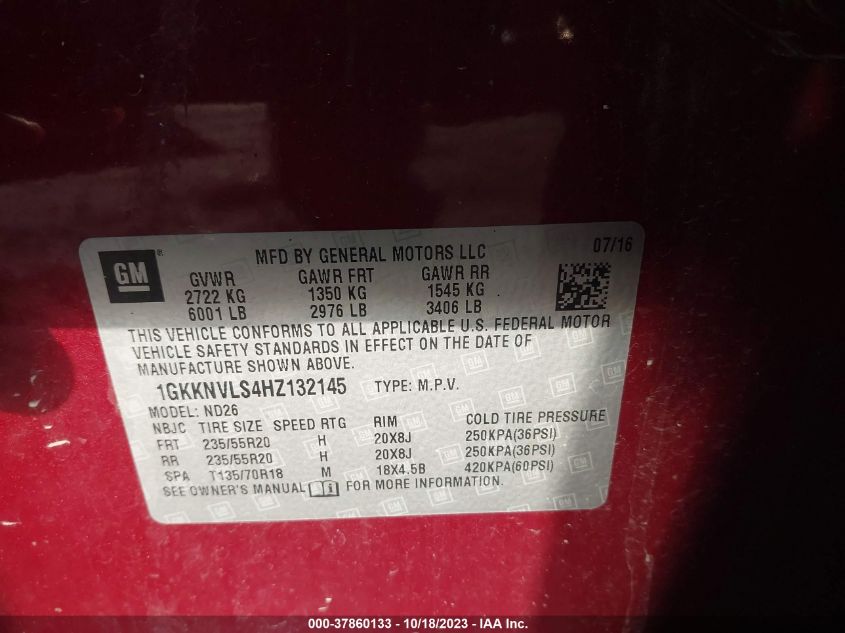 GM
®
MFD BY GENERAL MOTORS LLC
07/16
GVWR GAWR FRT GAWR RR
2722 KG 1350 KG 1545 KG
6001 LB 2976 LB 3406 LB
THIS VEHICLE CONFORMS TO ALL APPLICABLE U.S. FEDERAL MOTOR
VEHICLE SAFETY STANDARDS IN EFFECT ON THE DATE OF
MANUFACTURE SHOWN ABOVE.
1GKKNVLS4HZ132145 TYPE: M.P.V.
MODEL: ND26
NBJC TIRE SIZE SPEED RTG RIM COLD TIRE PRESSURE
FRT 235/55R20 H 20X8J 250KPA(36PSI)
RR 235/55R20 H 20X8J 250KPA(36PSI)
SPA T135/70R18 M 18X4.5B 420KPA(60PSI)
SEE OWNER'S MANUAL FOR MORE INFORMATION.
000-37860133 - 10/18/2023 - IAA Inc.